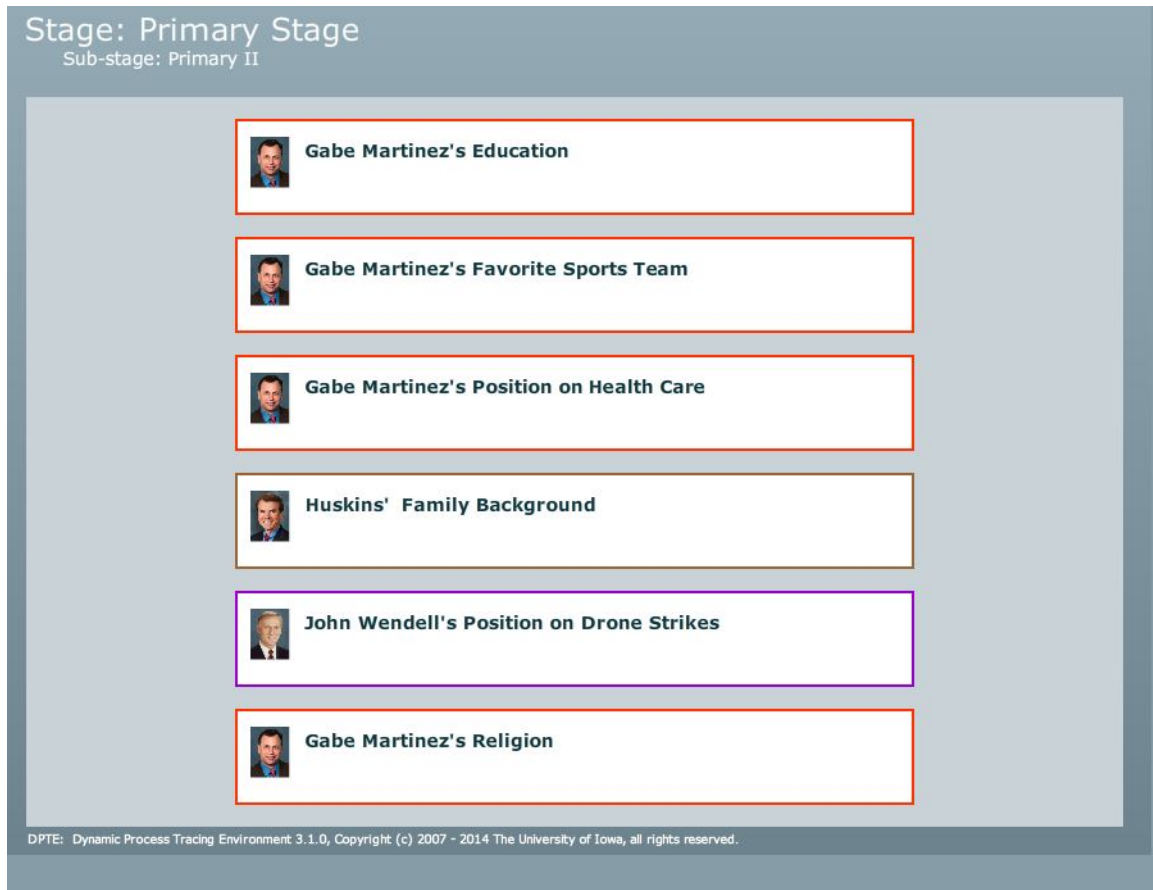 Stage: Primary Stage
Sub-stage: Primary II
Gabe Martinez's Education
Gabe Martinez's Favorite Sports Team
Gabe Martinez's Position on Health Care
Huskins'  Family Background
John Wendell's Position on Drone Strikes
Gabe Martinez's Religion
DPTE:  Dynamic Process Tracing Environment 3.1.0, Copyright (c) 2007 - 2014 The University of Iowa, all rights reserved.